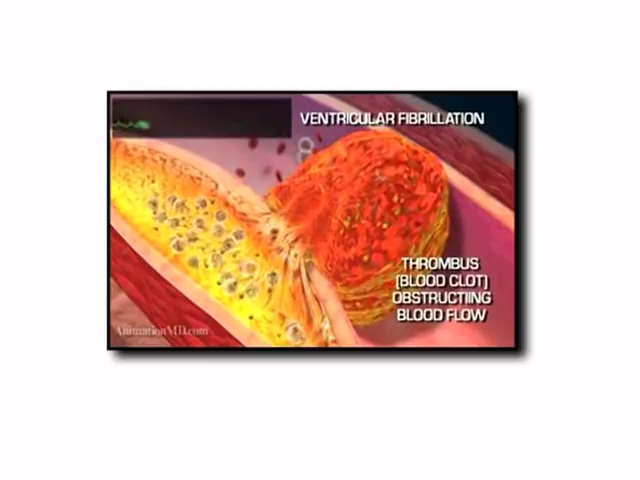 VENTRICULAR FIBRILLATION
THROMBUS
(BLOOD CLOT)
OBSTRUCTIING
BLOOD FLOW
AnimationMD.com